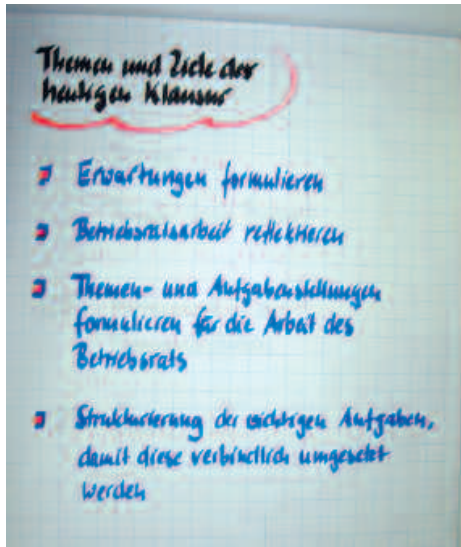 Themen und Ziele der
heutigen Klausur
Erwartungen formulieren
Betriebsratsarbeit reflektieren
Themen- und Aufgabenstellungen
formulieren für die Arbeit des
Betriebsrats
Strukturierung der wichtigen Aufgaben,
damit diese verbindlich umgesetzt
werden